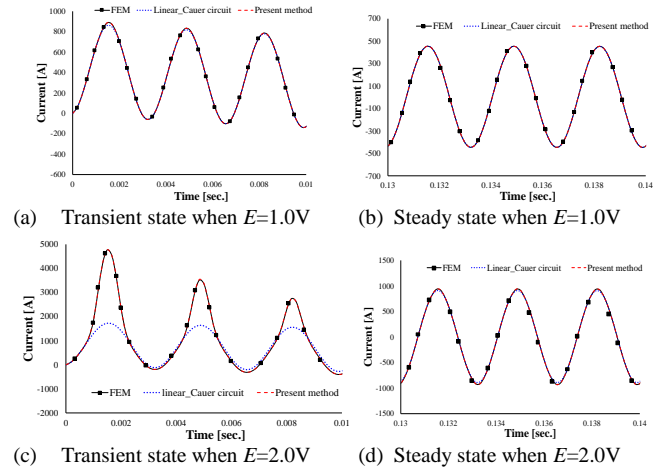 FEM Linear_Cauer circuit Present method
1000
800
600
400
200
0
-200
-400
-600
Current [A]
0 0.002 0.004 0.006 0.008 0.01
Time [sec.]
(a) Transient state when E=1.0V
FEM Linear_Cauer circuit Present method
700
500
300
100
-100
-300
-500
-700
Current [A]
0.13 0.132 0.134 0.136 0.138 0.14
Time [sec.]
(b) Steady state when E=1.0V
5000
4000
3000
2000
1000
0
-1000
-2000
Current [A]
FEM linear_Cauer circuit Present method
0 0.002 0.004 0.006 0.008 0.01
Time [sec.]
(c) Transient state when E=2.0V
FEM Linear_Cauer circuit Present method
1500
1000
500
0
-500
-1000
-1500
Current [A]
0.13 0.132 0.134 0.136 0.138 0.14
Time [sec.]
(d) Steady state when E=2.0V